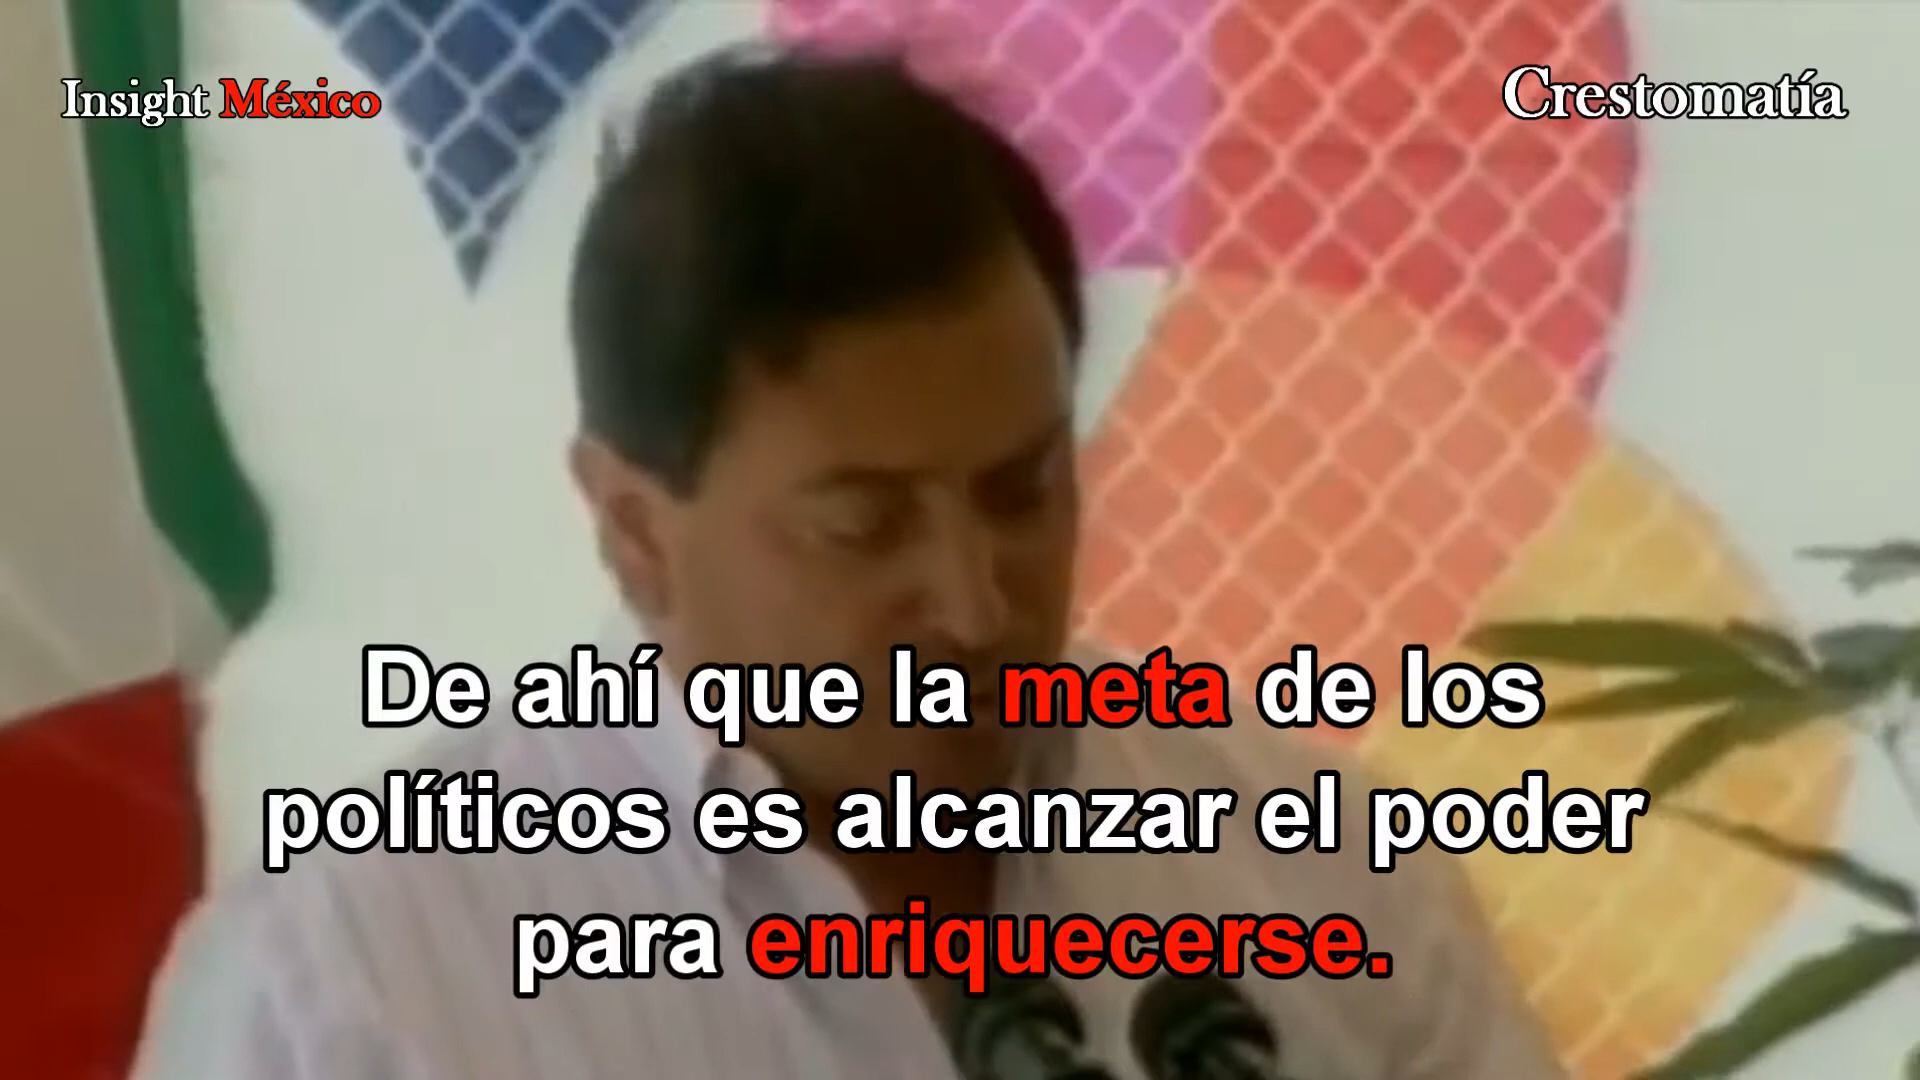 Insight México
Crestomatía
De ahí que la meta de los
políticos es alcanzar el poder
para enriquecerse.